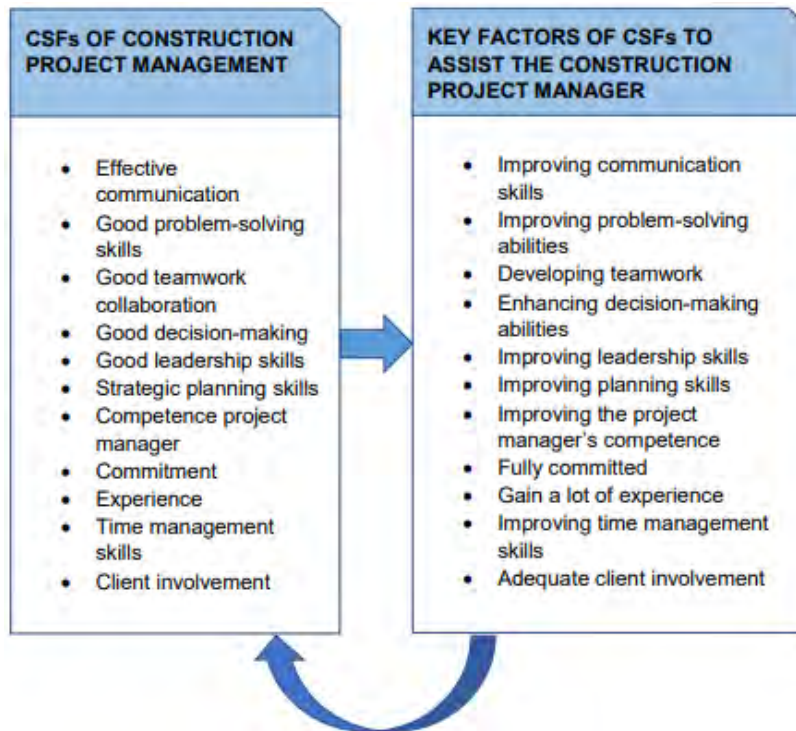 CSFs OF CONSTRUCTION
PROJECT MANAGEMENT
• Effective
communication
• Good problem-solving
skills
• Good teamwork
collaboration
• Good decision-making
• Good leadership skills
• Strategic planning skills
• Competence project
manager
• Commitment
• Experience
• Time management
skills
• Client involvement
KEY FACTORS OF CSFs TO
ASSIST THE CONSTRUCTION
PROJECT MANAGER
• Improving communication
skills
• Improving problem-solving
abilities
• Developing teamwork
• Enhancing decision-making
abilities
• Improving leadership skills
• Improving planning skills
• Improving the project
manager's competence
• Fully committed
• Gain a lot of experience
• Improving time management
skills
• Adequate client involvement